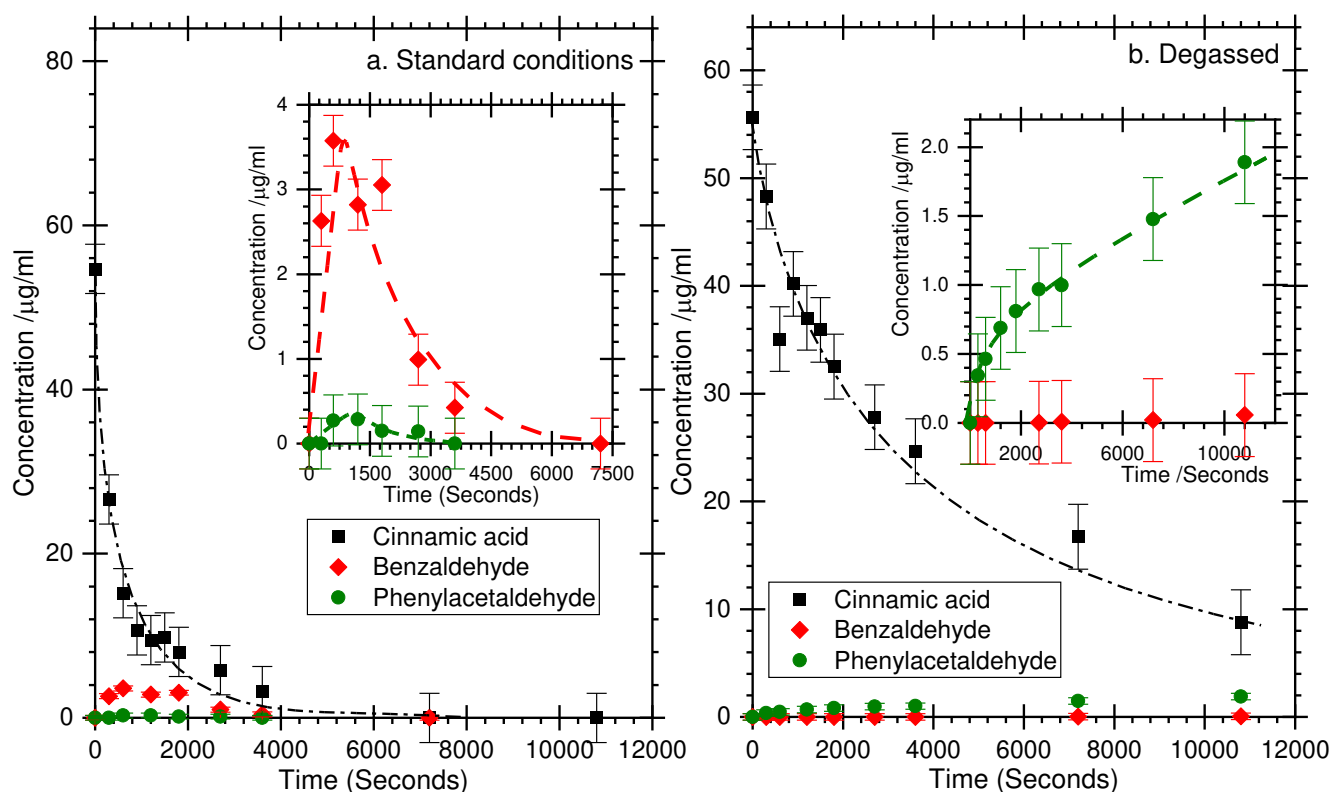 a. Standard conditions
Concentration /μg/ml
80
60
40
20
0
0 2000 4000 6000 8000 10000 12000
Time (Seconds)
Concentration /μg/ml
4
3
2
1
0
0 1500 3000 4500 6000 7500
Time (Seconds)
Cinnamic acid
Benzaldehyde
Phenylacetaldehyde
b. Degassed
Concentration /μg/ml
60
50
40
30
20
10
0
0 2000 4000 6000 8000 10000 12000
Time (Seconds)
Concentration /μg/ml
2.0
1.5
1.0
0.5
0.0
2000 6000 10000
Time /Seconds
Cinnamic acid
Benzaldehyde
Phenylacetaldehyde